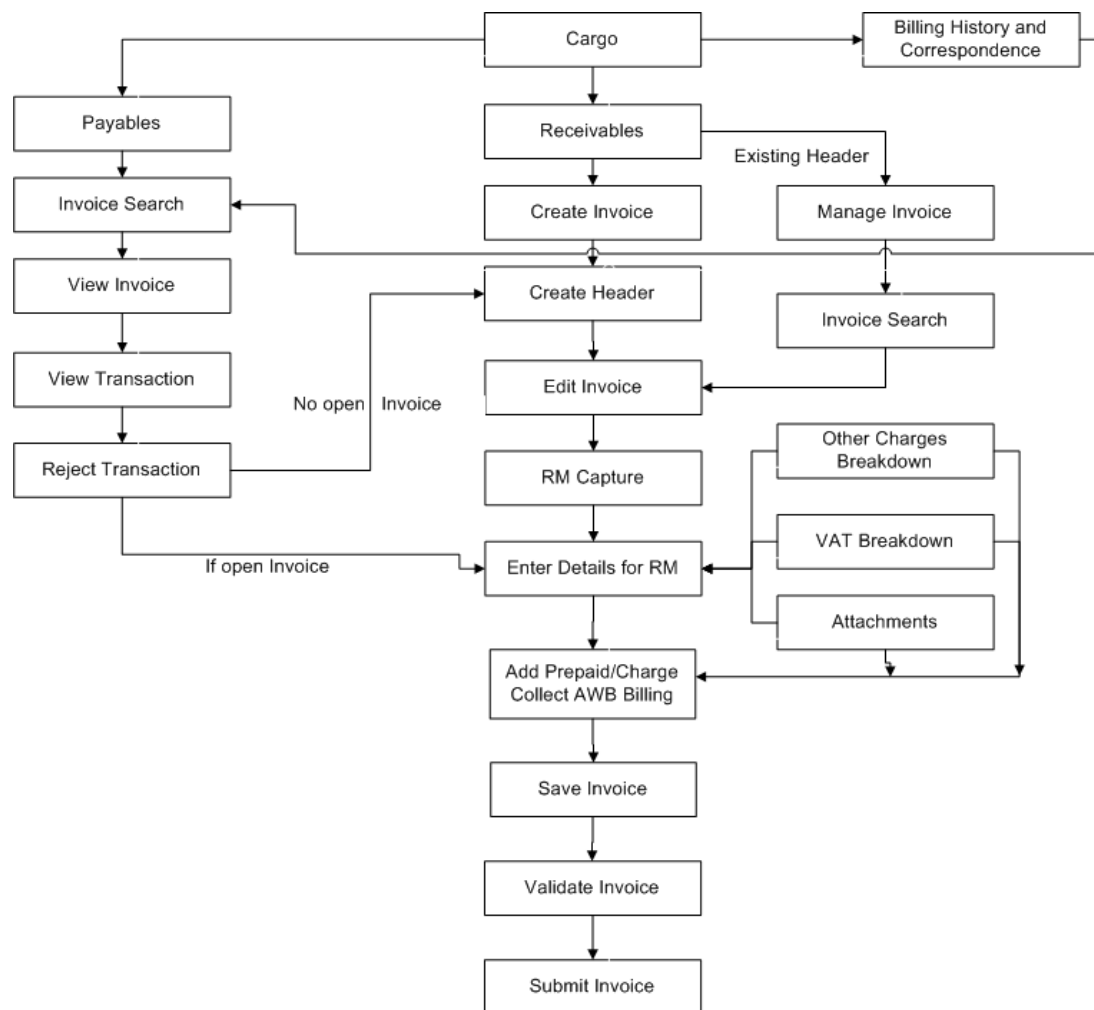 Cargo
Billing History and
Correspondence
Payables
Receivables
Existing Header
Invoice Search
Create Invoice
Manage Invoice
View Invoice
Create Header
Invoice Search
View Transaction
Edit Invoice
No open Invoice
Other Charges
Breakdown
Reject Transaction
RM Capture
VAT Breakdown
If open Invoice
Enter Details for RM
Attachments
Add Prepaid/Charge
Collect AWB Billing
Save Invoice
Validate Invoice
Submit Invoice